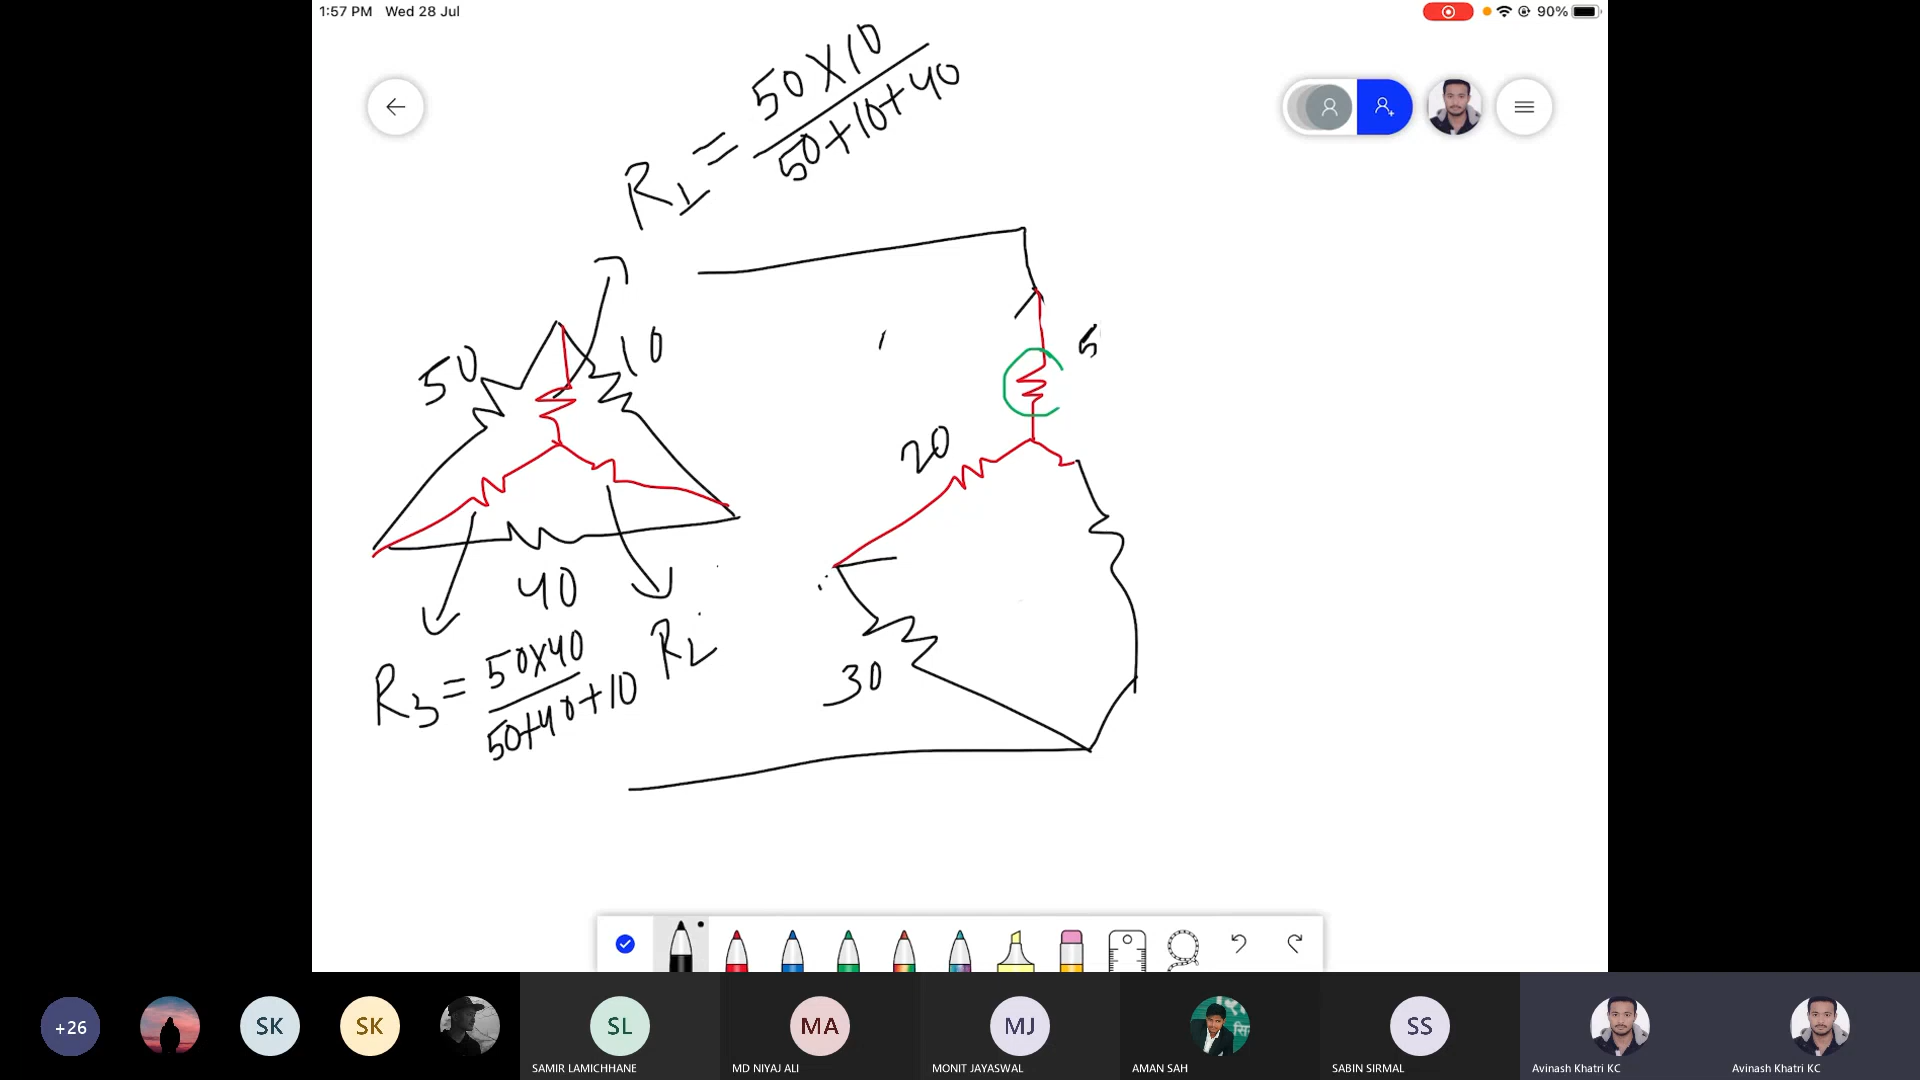 1:57 PM Wed 28 Jul
90%
R1 = 50 X 10
50+10+40
50
10
5
20
40
R3 = 50X40
50+40+10
R2
30
+26
SK
SK
SL
MA
MJ
SS
SAMIR LAMICHHANE
MD NIYAJ ALI
MONIT JAYASWAL
AMAN SAH
SABIN SIRMAL
Avinash Khatri KC
Avinash Khatri KC